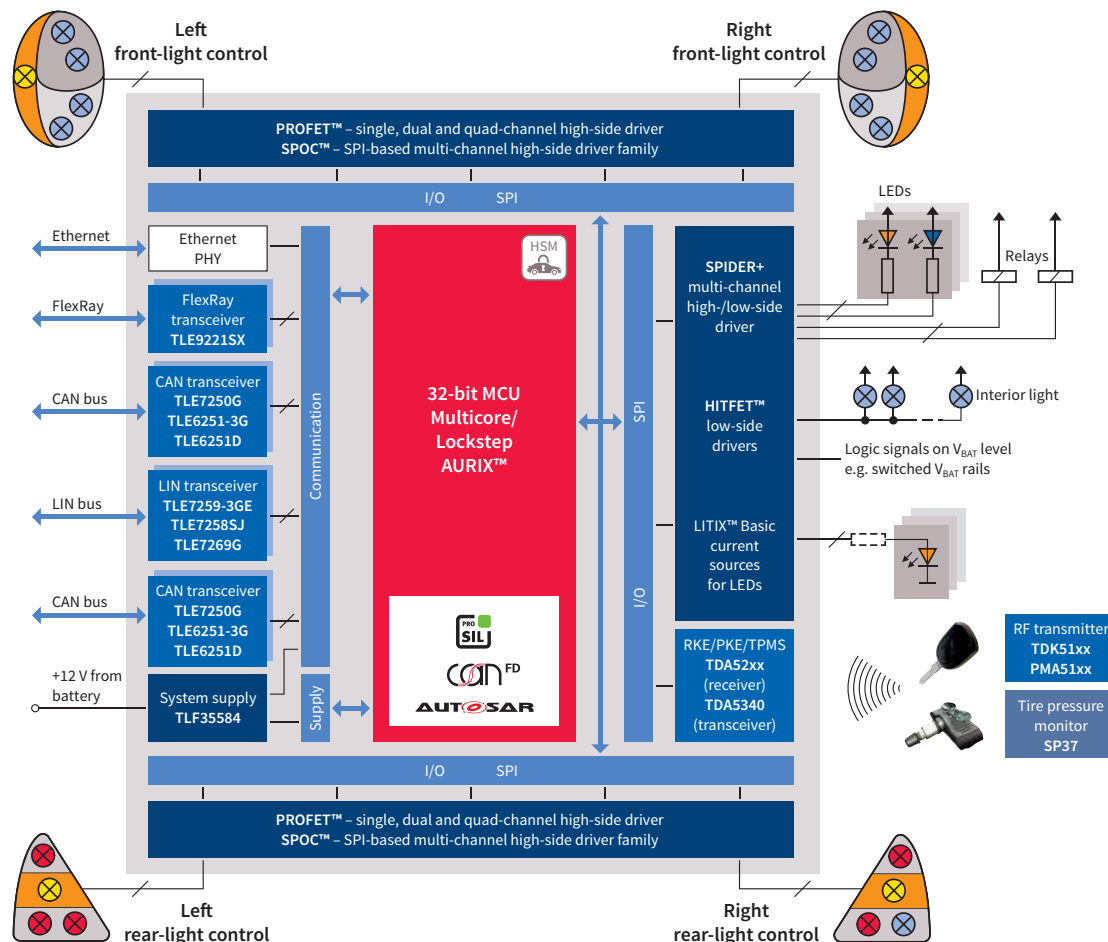 Left
front-light control
Right
front-light control
PROFET™ – single, dual and quad-channel high-side driver
SPOC™ – SPI-based multi-channel high-side driver family
I/O SPI
LEDs
Relays
Ethernet
Ethernet
PHY
FlexRay
FlexRay
transceiver
TLE9221SX
CAN bus
CAN transceiver
TLE7250G
TLE6251-3G
TLE6251D
LIN bus
LIN transceiver
TLE7259-3GE
TLE7258SJ
TLE7269G
CAN bus
CAN transceiver
TLE7250G
TLE6251-3G
TLE6251D
+12 V from
battery
System supply
TLF35584
Communication
Supply
HSM
32-bit MCU
Multicore/
Lockstep
AURIX™
PRO
SIL
CAN FD
AUTOSAR
SPI
I/O
SPIDER+
multi-channel
high-/low-side
driver
HITFET™
low-side
drivers
LITIX™ Basic
current
sources
for LEDs
Interior light
Logic signals on VBAT level
e.g. switched VBAT rails
RKE/PKE/TPMS
TDA52xx
(receiver)
TDA5340
(transceiver)
RF transmitter
TDK51xx
PMA51xx
Tire pressure
monitor
SP37
I/O SPI
PROFET™ – single, dual and quad-channel high-side driver
SPOC™ – SPI-based multi-channel high-side driver family
Left
rear-light control
Right
rear-light control